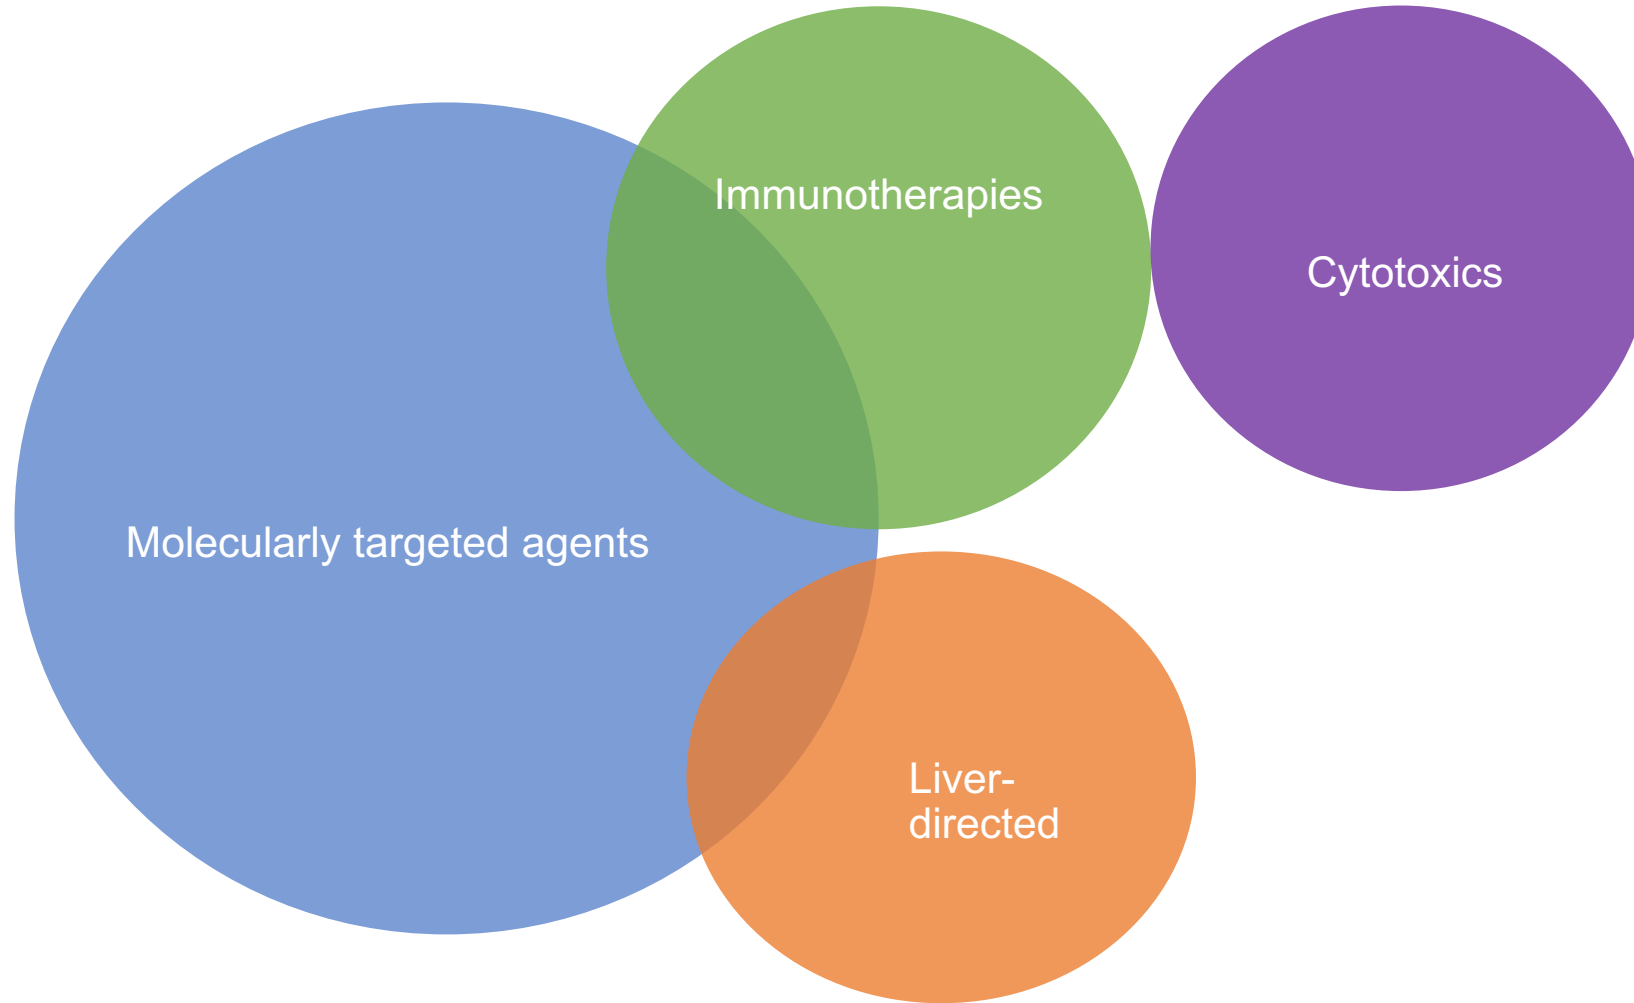 Immunotherapies
Cytotoxics
Molecularly targeted agents
Liver-
directed